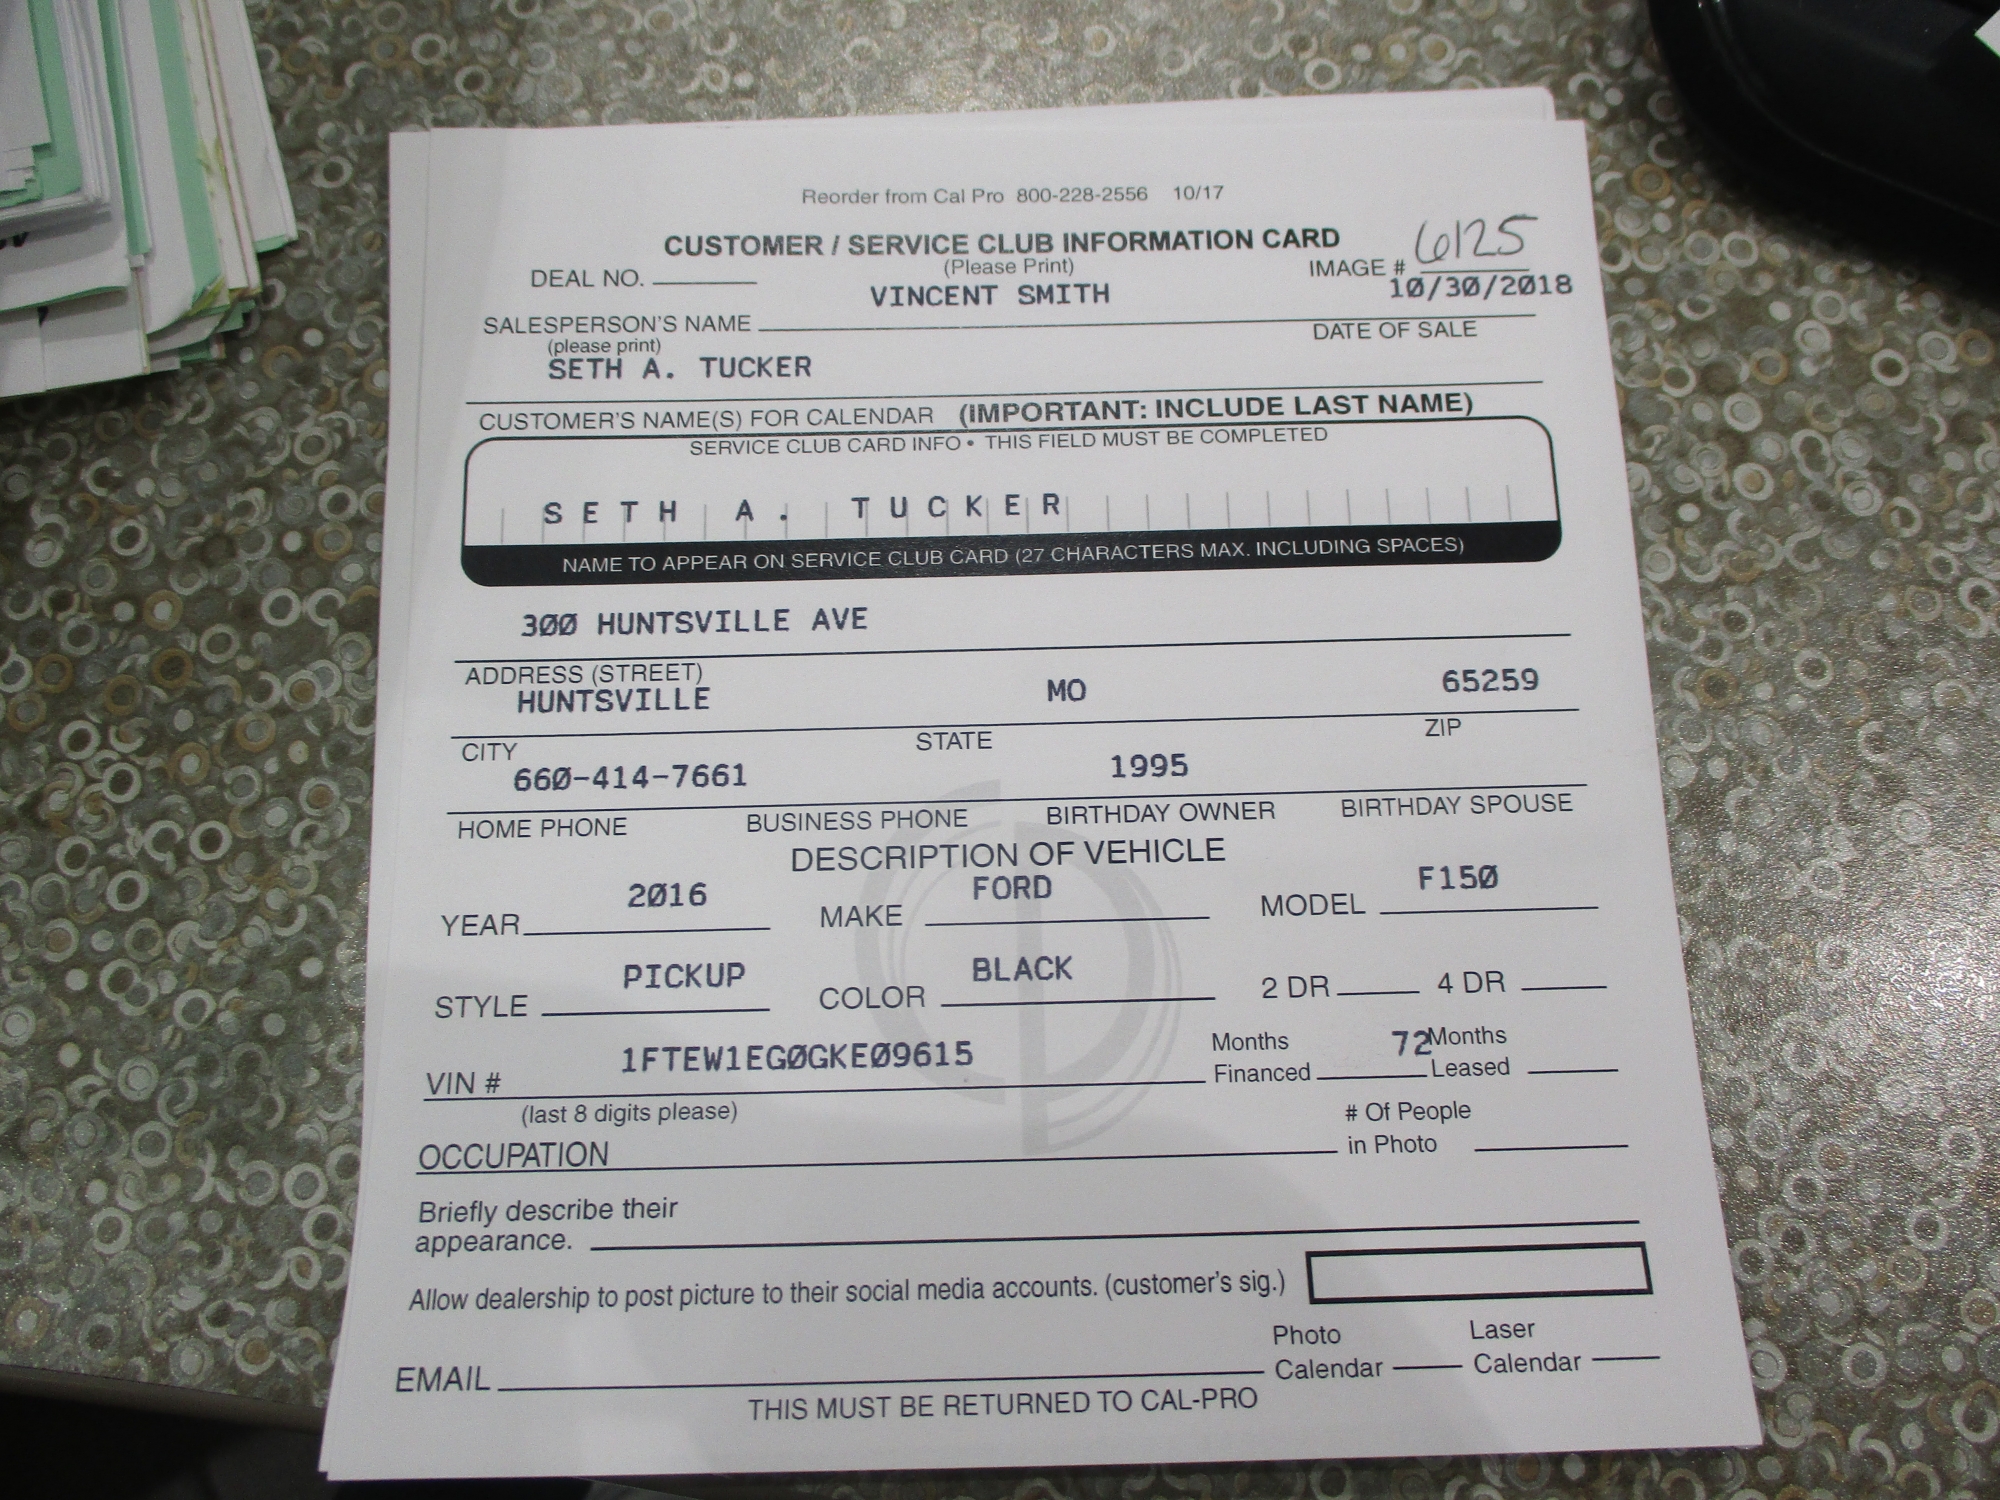 Reorder from Cal Pro 800-228-2556 10/17
CUSTOMER / SERVICE CLUB INFORMATION CARD
(Please Print)
DEAL NO.
IMAGE # 6125
VINCENT SMITH 10/30/2018
SALESPERSON'S NAME DATE OF SALE
(please print)
SETH A. TUCKER
CUSTOMER'S NAME(S) FOR CALENDAR (IMPORTANT: INCLUDE LAST NAME)
SERVICE CLUB CARD INFO • THIS FIELD MUST BE COMPLETED
SETH A. TUCKER
NAME TO APPEAR ON SERVICE CLUB CARD (27 CHARACTERS MAX. INCLUDING SPACES)
300 HUNTSVILLE AVE
ADDRESS (STREET)
HUNTSVILLE MO 65259
CITY STATE ZIP
660-414-7661 1995
HOME PHONE BUSINESS PHONE BIRTHDAY OWNER BIRTHDAY SPOUSE
DESCRIPTION OF VEHICLE
YEAR 2016 MAKE FORD MODEL F150
STYLE PICKUP COLOR BLACK 2 DR 4 DR
VIN # 1FTEW1EG0GKE09615 Months Financed 72 Months Leased
(last 8 digits please)
OCCUPATION # Of People in Photo
Briefly describe their
appearance.
Allow dealership to post picture to their social media accounts. (customer's sig.)
EMAIL Photo Calendar Laser Calendar
THIS MUST BE RETURNED TO CAL-PRO